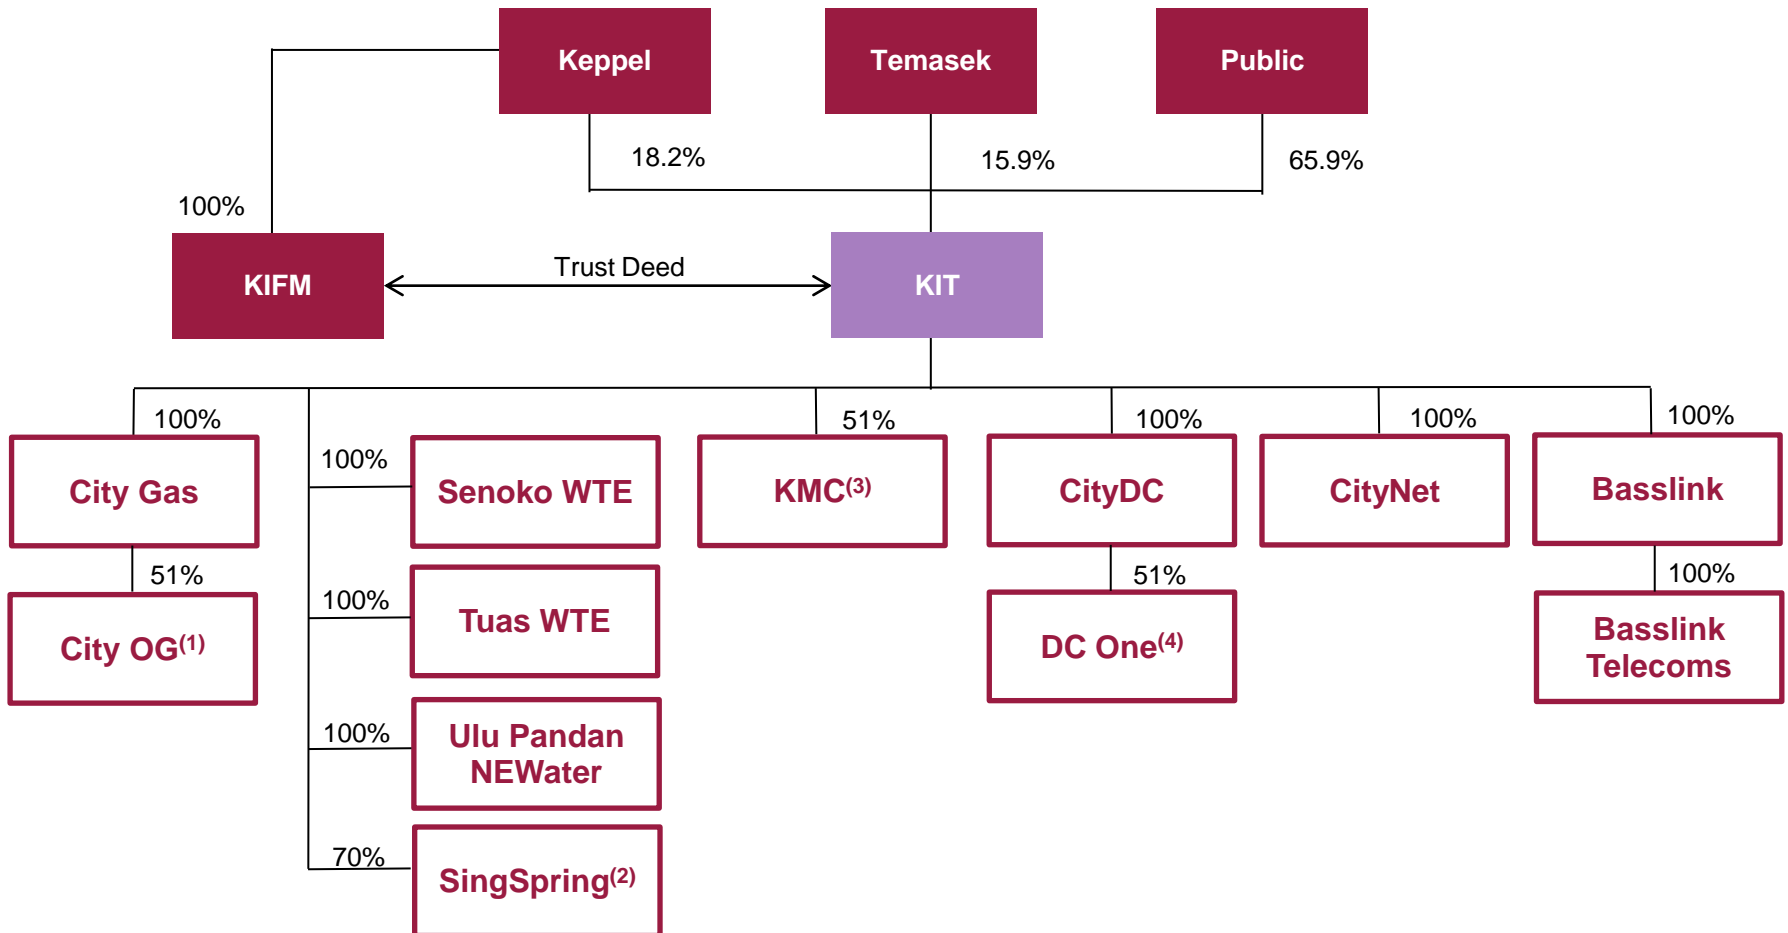 Keppel
Temasek
Public
18.2%
15.9%
65.9%
100%
KIFM
Trust Deed
KIT
100%
51%
100%
100%
100%
City Gas
100%
Senoko WTE
KMC(3)
CityDC
CityNet
Basslink
51%
51%
100%
City OG(1)
100%
Tuas WTE
DC One(4)
Basslink
Telecoms
100%
Ulu Pandan
NEWater
70%
SingSpring(2)